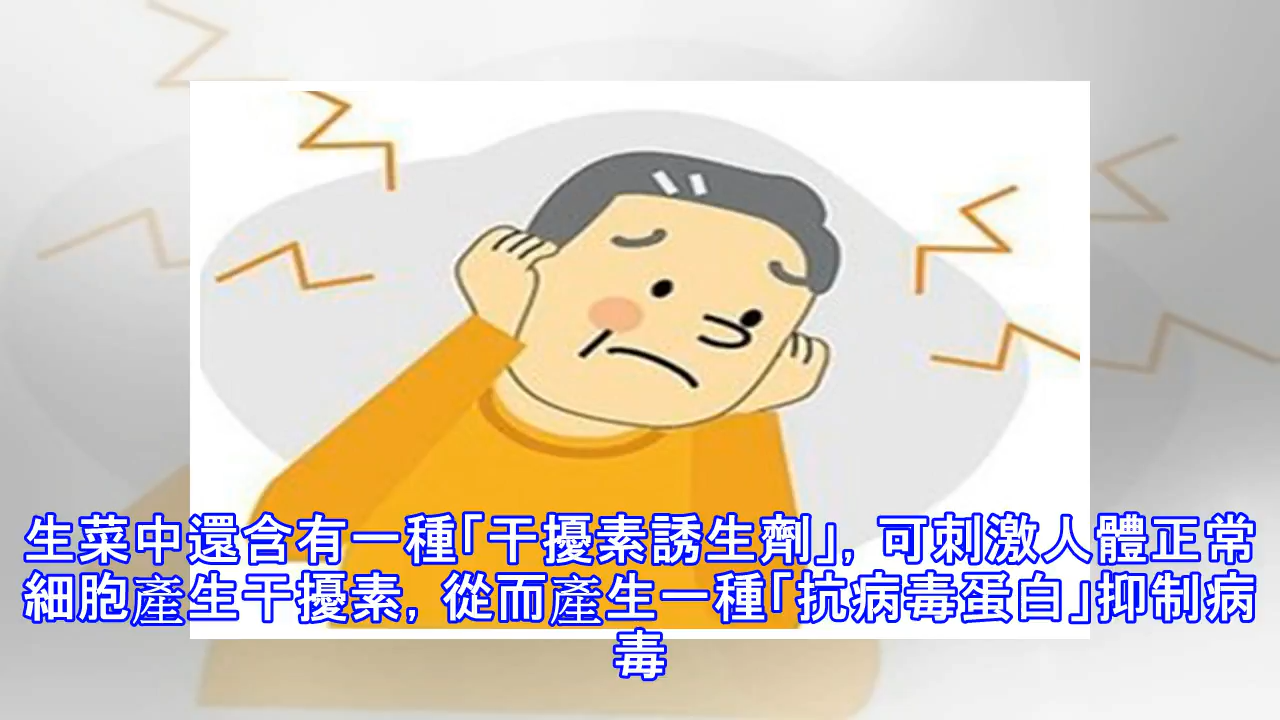 生菜中還含有一種「干擾素誘生劑」, 可刺激人體正常
細胞產生干擾素, 從而產生一種「抗病毒蛋白」抑制病
毒